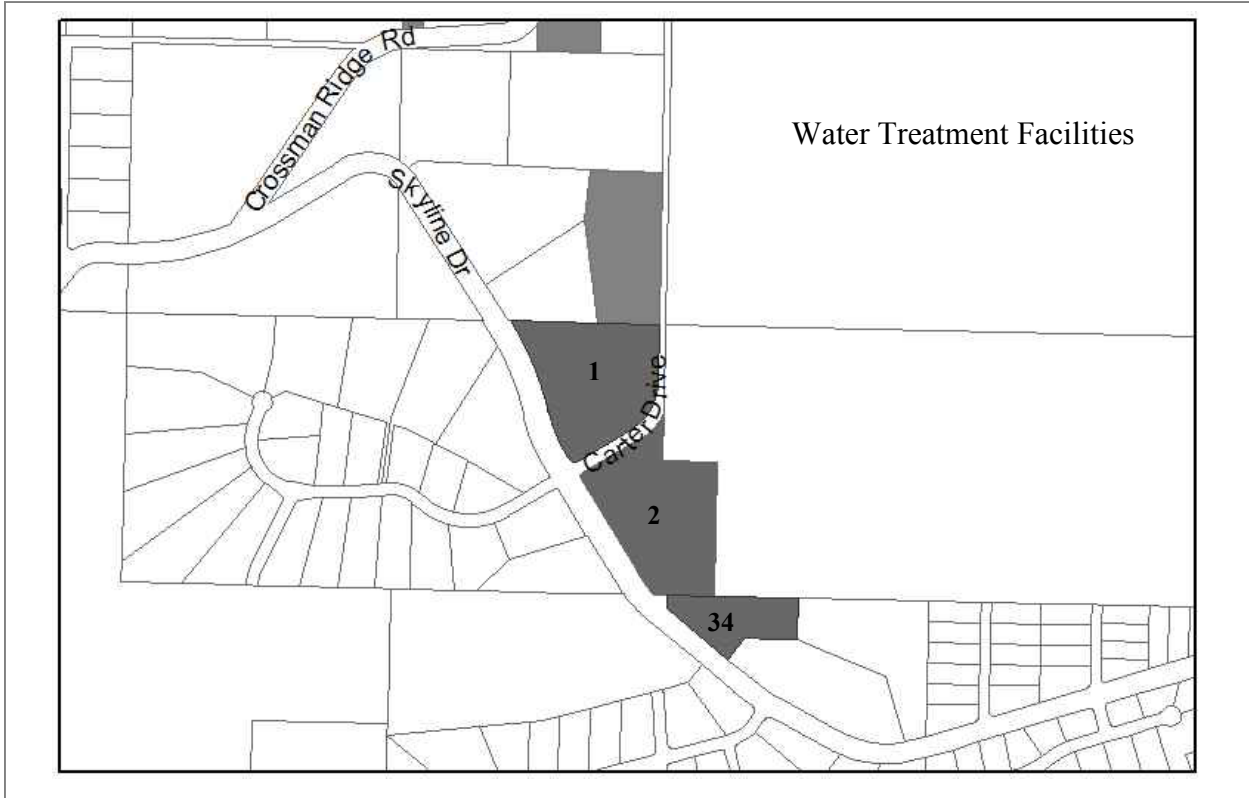 Crossman Ridge Rd
Water Treatment Facilities
Skyline Dr
1
Carter Drive
2
34